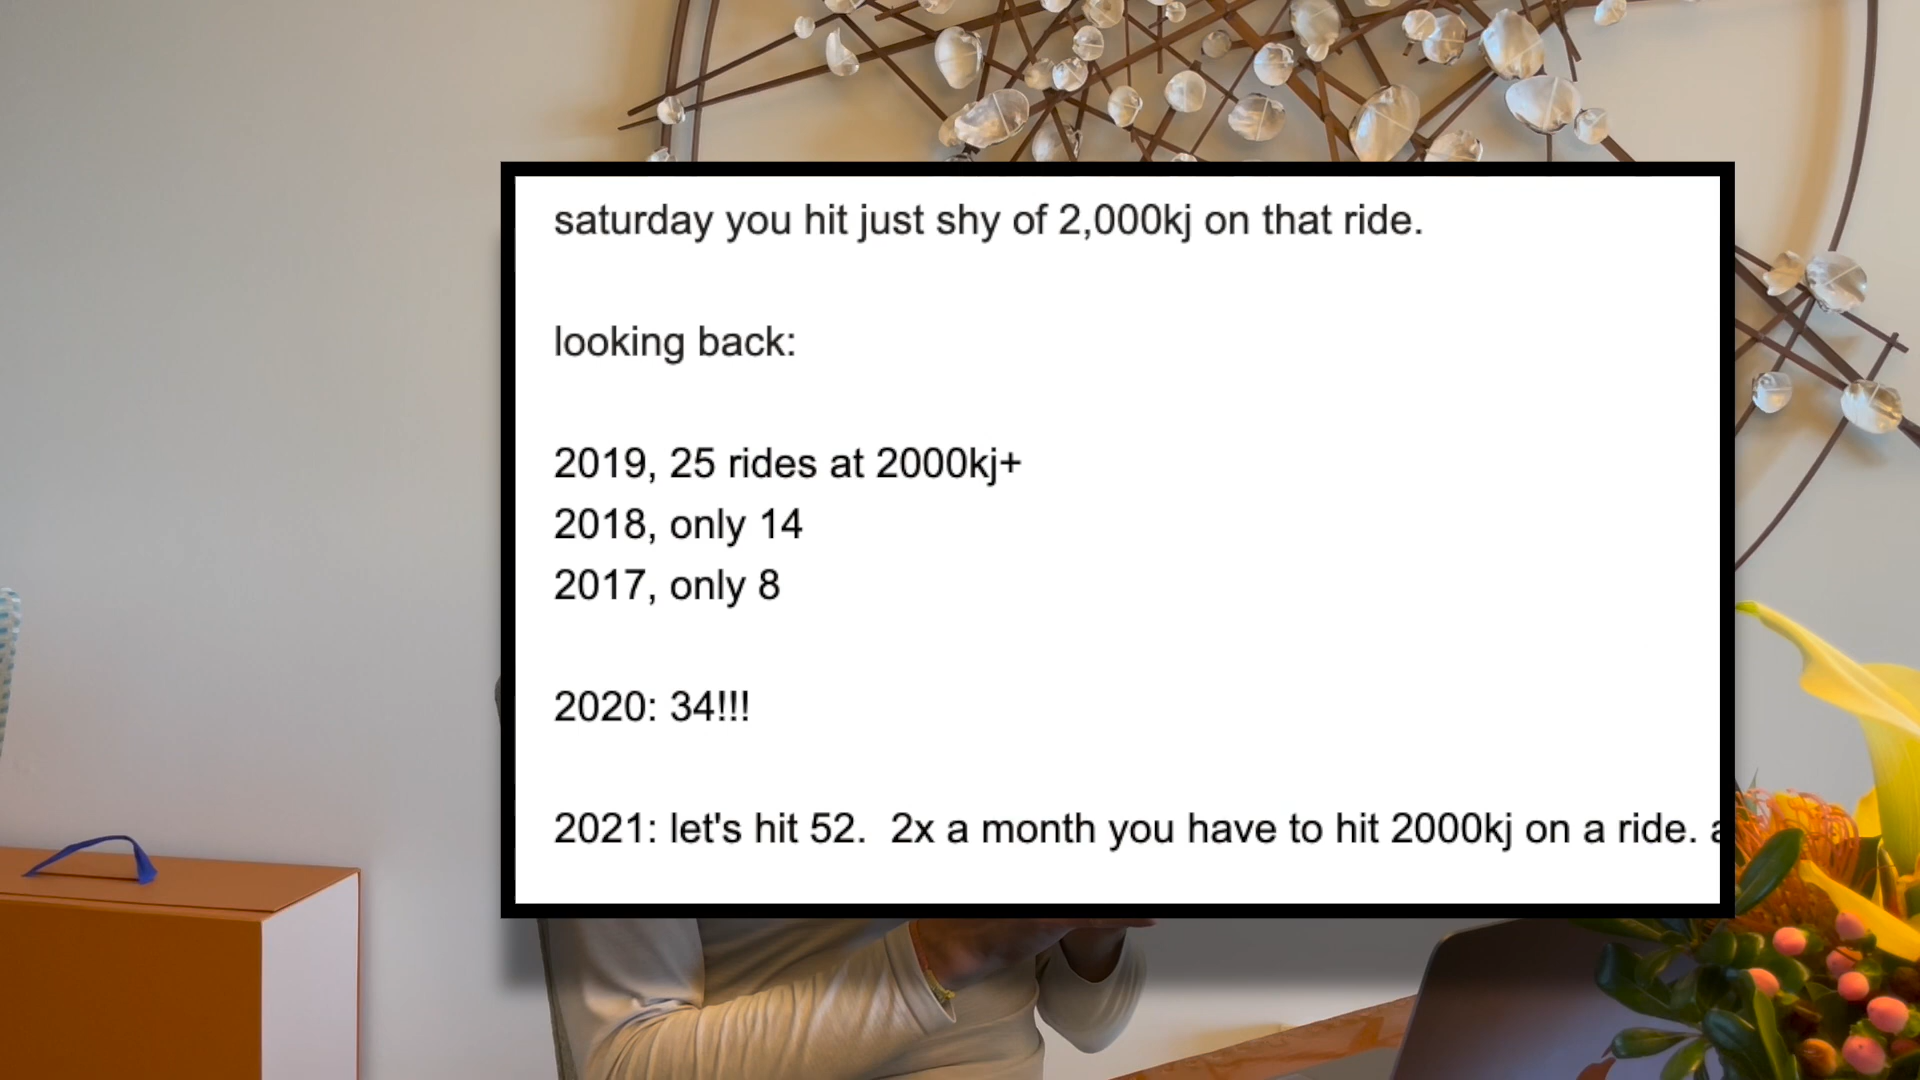 saturday you hit just shy of 2,000kj on that ride.
looking back:
2019, 25 rides at 2000kj+
2018, only 14
2017, only 8
2020: 34!!!
2021: let's hit 52.  2x a month you have to hit 2000kj on a ride.